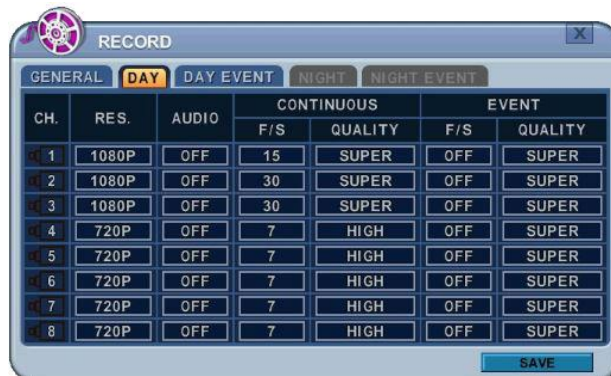 RECORD X
GENERAL DAY DAY EVENT NIGHT NIGHT EVENT
CH. RES. AUDIO CONTINUOUS EVENT
F/S QUALITY F/S QUALITY
1 1080P OFF 15 SUPER OFF SUPER
2 1080P OFF 30 SUPER OFF SUPER
3 1080P OFF 30 SUPER OFF SUPER
4 720P OFF 7 HIGH OFF SUPER
5 720P OFF 7 HIGH OFF SUPER
6 720P OFF 7 HIGH OFF SUPER
7 720P OFF 7 HIGH OFF SUPER
8 720P OFF 7 HIGH OFF SUPER
SAVE